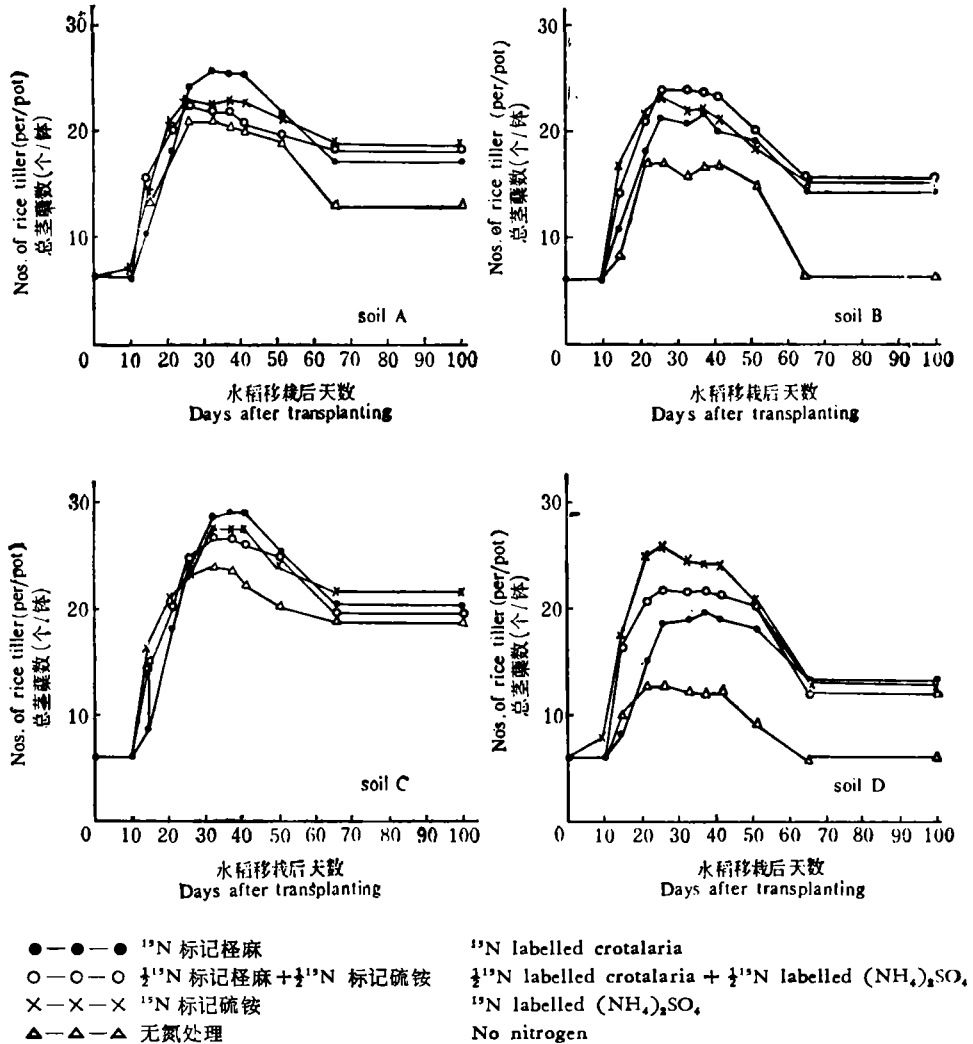 30
20
10
Nos. of rice tiller (per/pot)
总茎蘖数(个/钵)
soil A
0 10 20 30 40 50 60 70 80 90 100
水稻移栽后天数
Days after transplanting
30
20
10
Nos. of rice tiller (per/pot)
总茎蘖数(个/钵)
soil B
0 10 20 30 40 50 60 70 80 90 100
水稻移栽后天数
Days after transplanting
30
20
10
Nos. of rice tiller (per/pot)
总茎蘖数(个/钵)
soil C
0 10 20 30 40 50 60 70 80 90 100
水稻移栽后天数
Days after transplanting
30
20
10
Nos. of rice tiller (per/pot)
总茎蘖数(个/钵)
soil D
0 10 20 30 40 50 60 70 80 90 100
水稻移栽后天数
Days after transplanting
¹⁵N 标记柽麻 ¹⁵N labelled crotalaria
½¹⁵N 标记柽麻+½¹⁵N 标记硫铵 ½¹⁵N labelled crotalaria + ½¹⁵N labelled (NH₄)₂SO₄
¹⁵N 标记硫铵 ¹⁵N labelled (NH₄)₂SO₄
无氮处理 No nitrogen